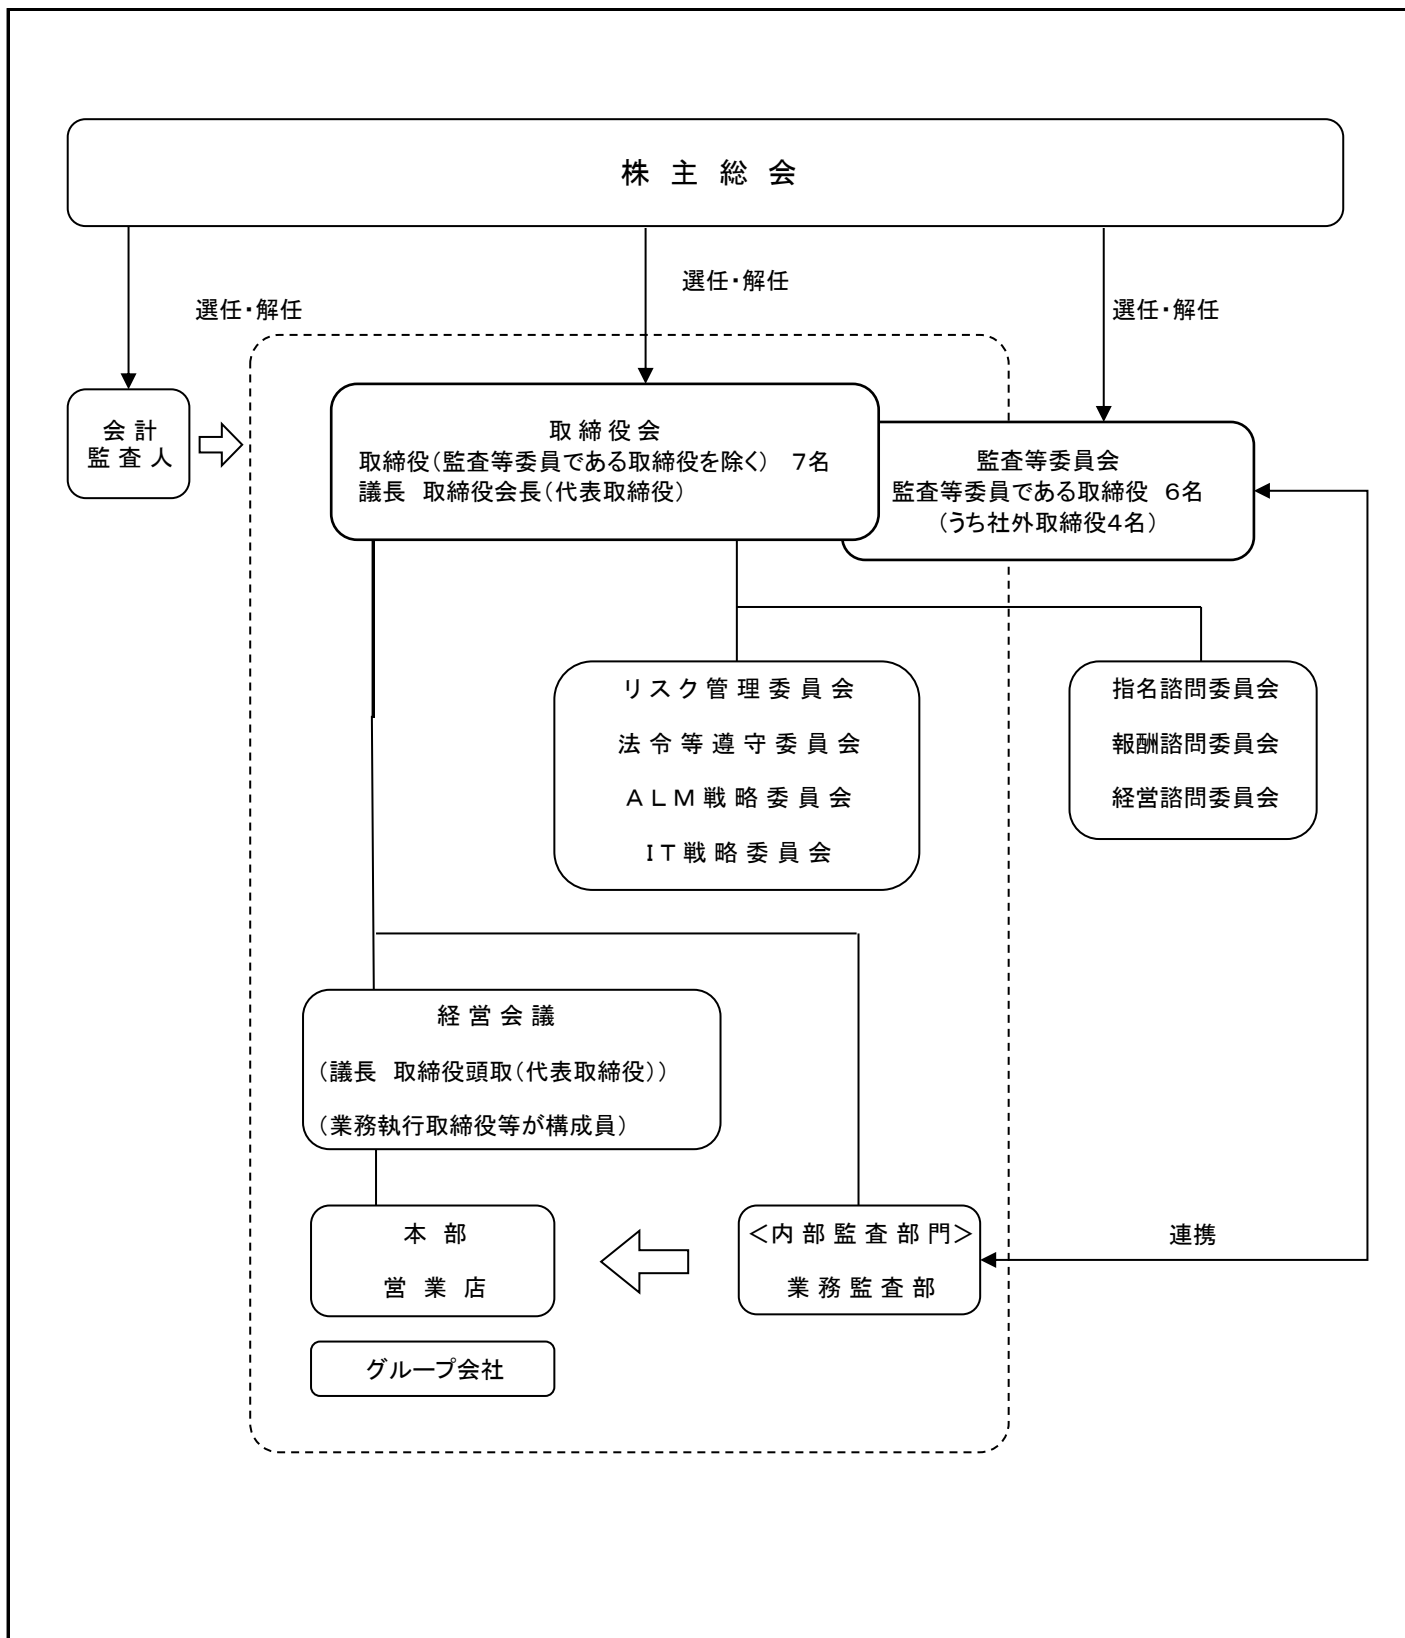 株 主 総 会
選任・解任
選任・解任
選任・解任
会 計
監 査 人
取 締 役 会
取締役（監査等委員である取締役を除く）　７名
議長　取締役会長（代表取締役）
監査等委員会
監査等委員である取締役　６名
（うち社外取締役４名）
リ ス ク 管 理 委 員 会
法 令 等 遵 守 委 員 会
Ａ Ｌ Ｍ 戦 略 委 員 会
Ｉ Ｔ 戦 略 委 員 会
指名諮問委員会
報酬諮問委員会
経営諮問委員会
経 営 会 議
（議長　取締役頭取（代表取締役））
（業務執行取締役等が構成員）
本 部
営 業 店
＜内 部 監 査 部 門＞
業 務 監 査 部
連携
グループ会社